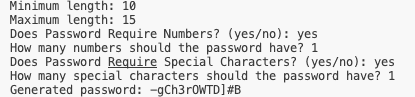 Minimum length: 10
Maximum length: 15
Does Password Require Numbers? (yes/no): yes
How many numbers should the password have? 1
Does Password Require Special Characters? (yes/no): yes
How many special characters should the password have? 1
Generated password: ~gCh3rOWTD]#B